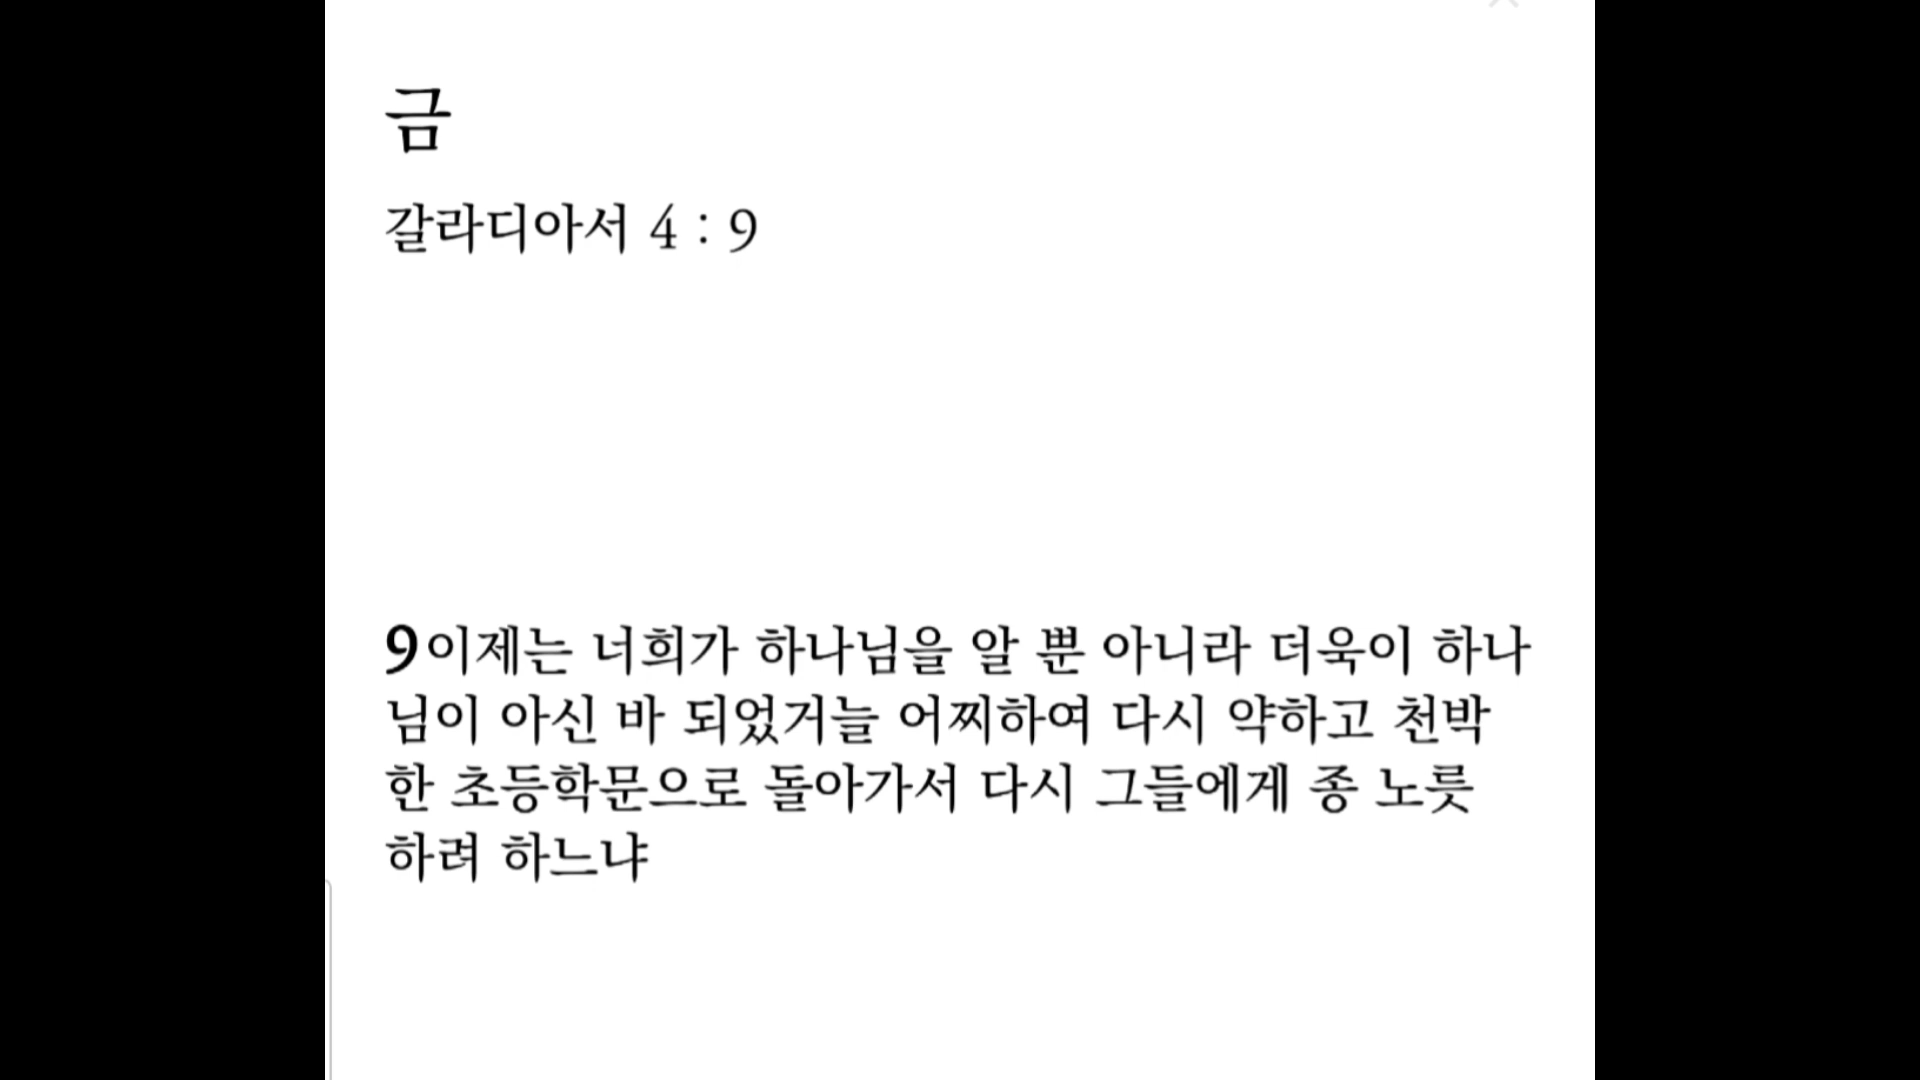 금
갈라디아서 4 : 9
9이제는 너희가 하나님을 알 뿐 아니라 더욱이 하나
님이 아신 바 되었거늘 어찌하여 다시 약하고 천박
한 초등학문으로 돌아가서 다시 그들에게 종 노릇
하려 하느냐